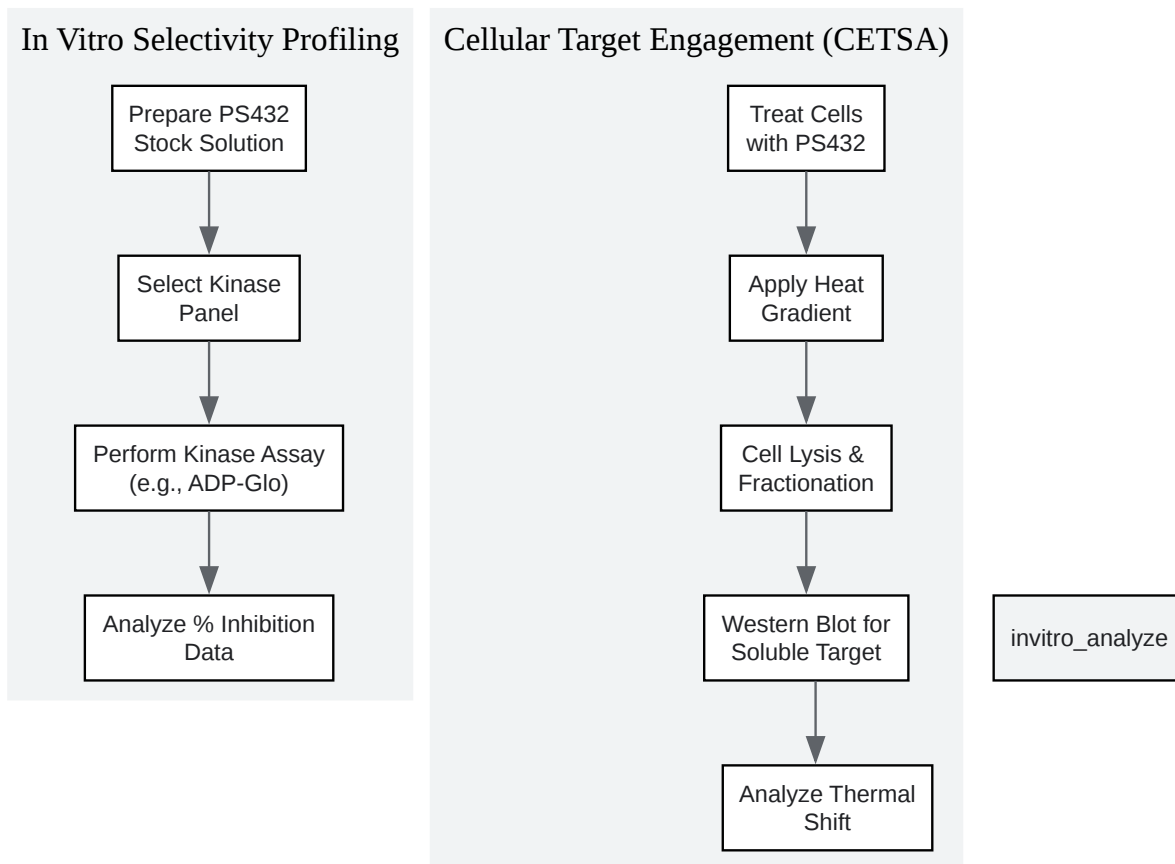 In Vitro Selectivity Profiling
Prepare PS432
Stock Solution
Select Kinase
Panel
Perform Kinase Assay
(e.g., ADP-Glo)
Analyze % Inhibition
Data
Cellular Target Engagement (CETSA)
Treat Cells
with PS432
Apply Heat
Gradient
Cell Lysis &
Fractionation
Western Blot for
Soluble Target
Analyze Thermal
Shift
invitro_analyze